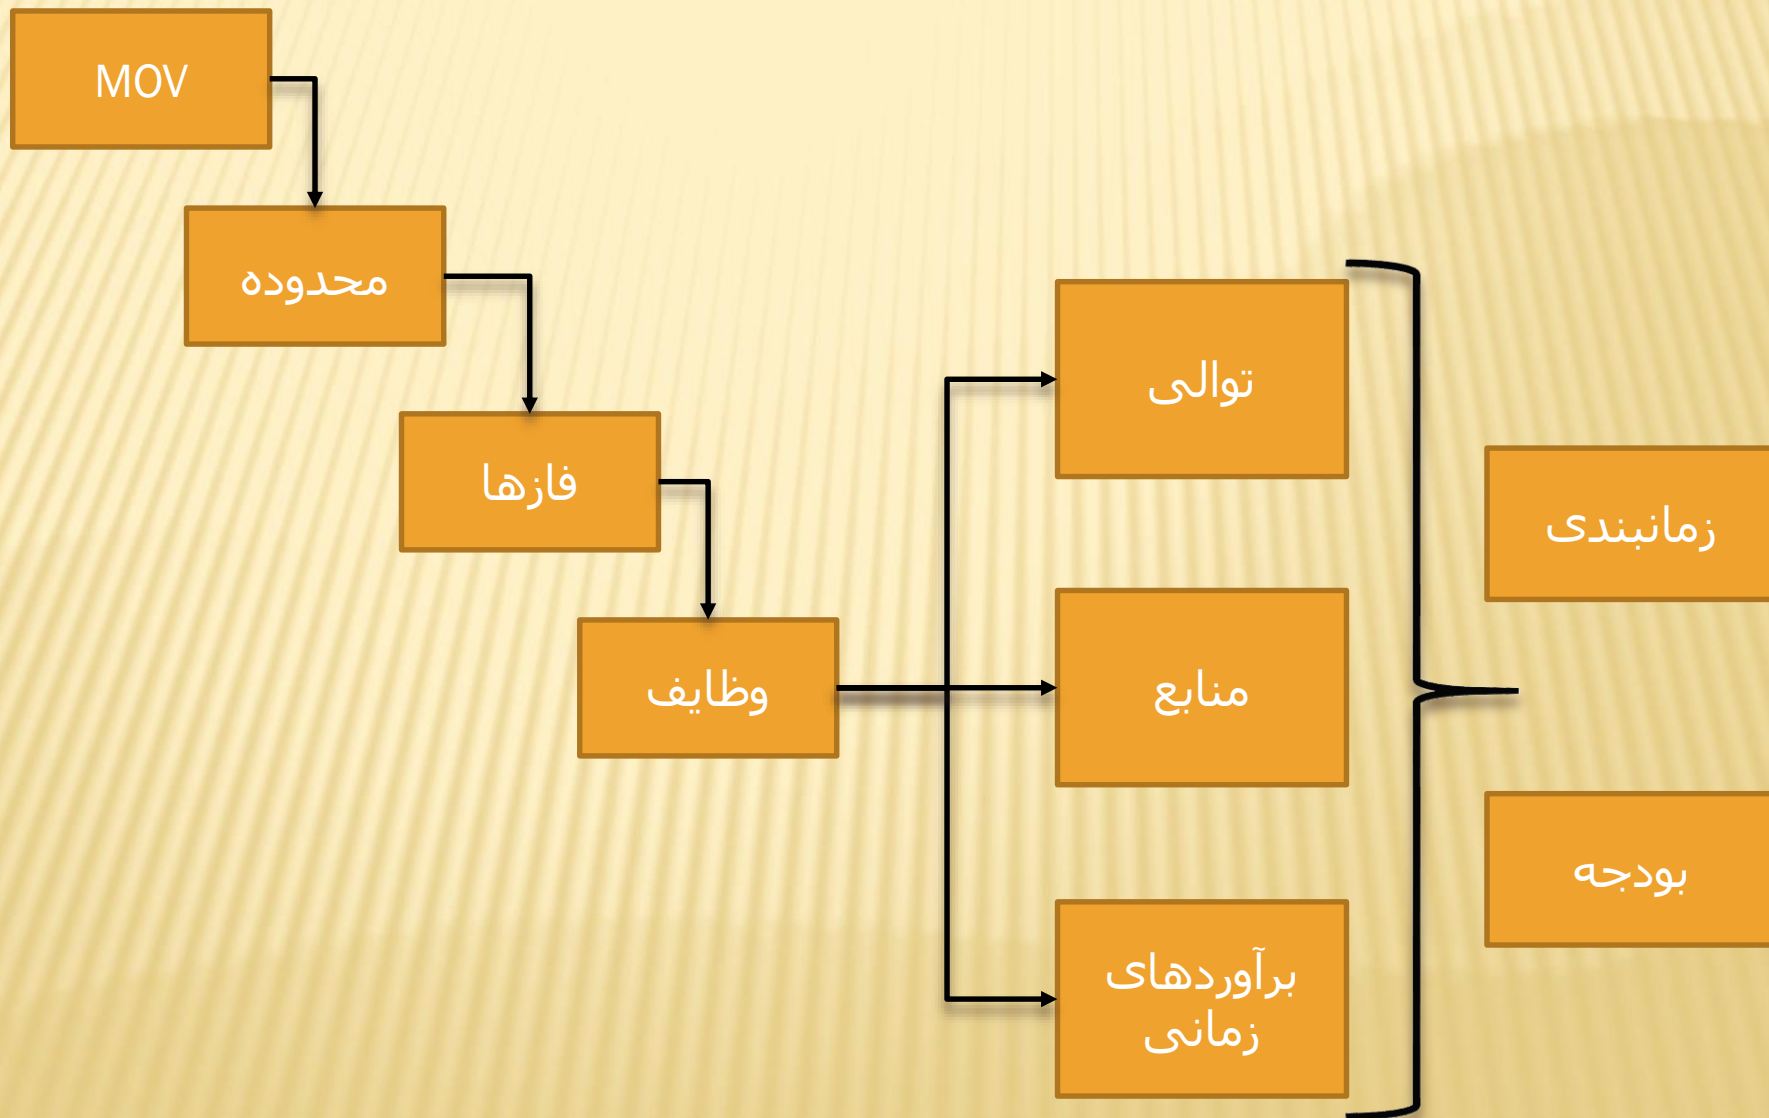 MOV
محدوده
فازها
وظایف
توالی
منابع
برآوردهای
زمانی
زمانبندی
بودجه